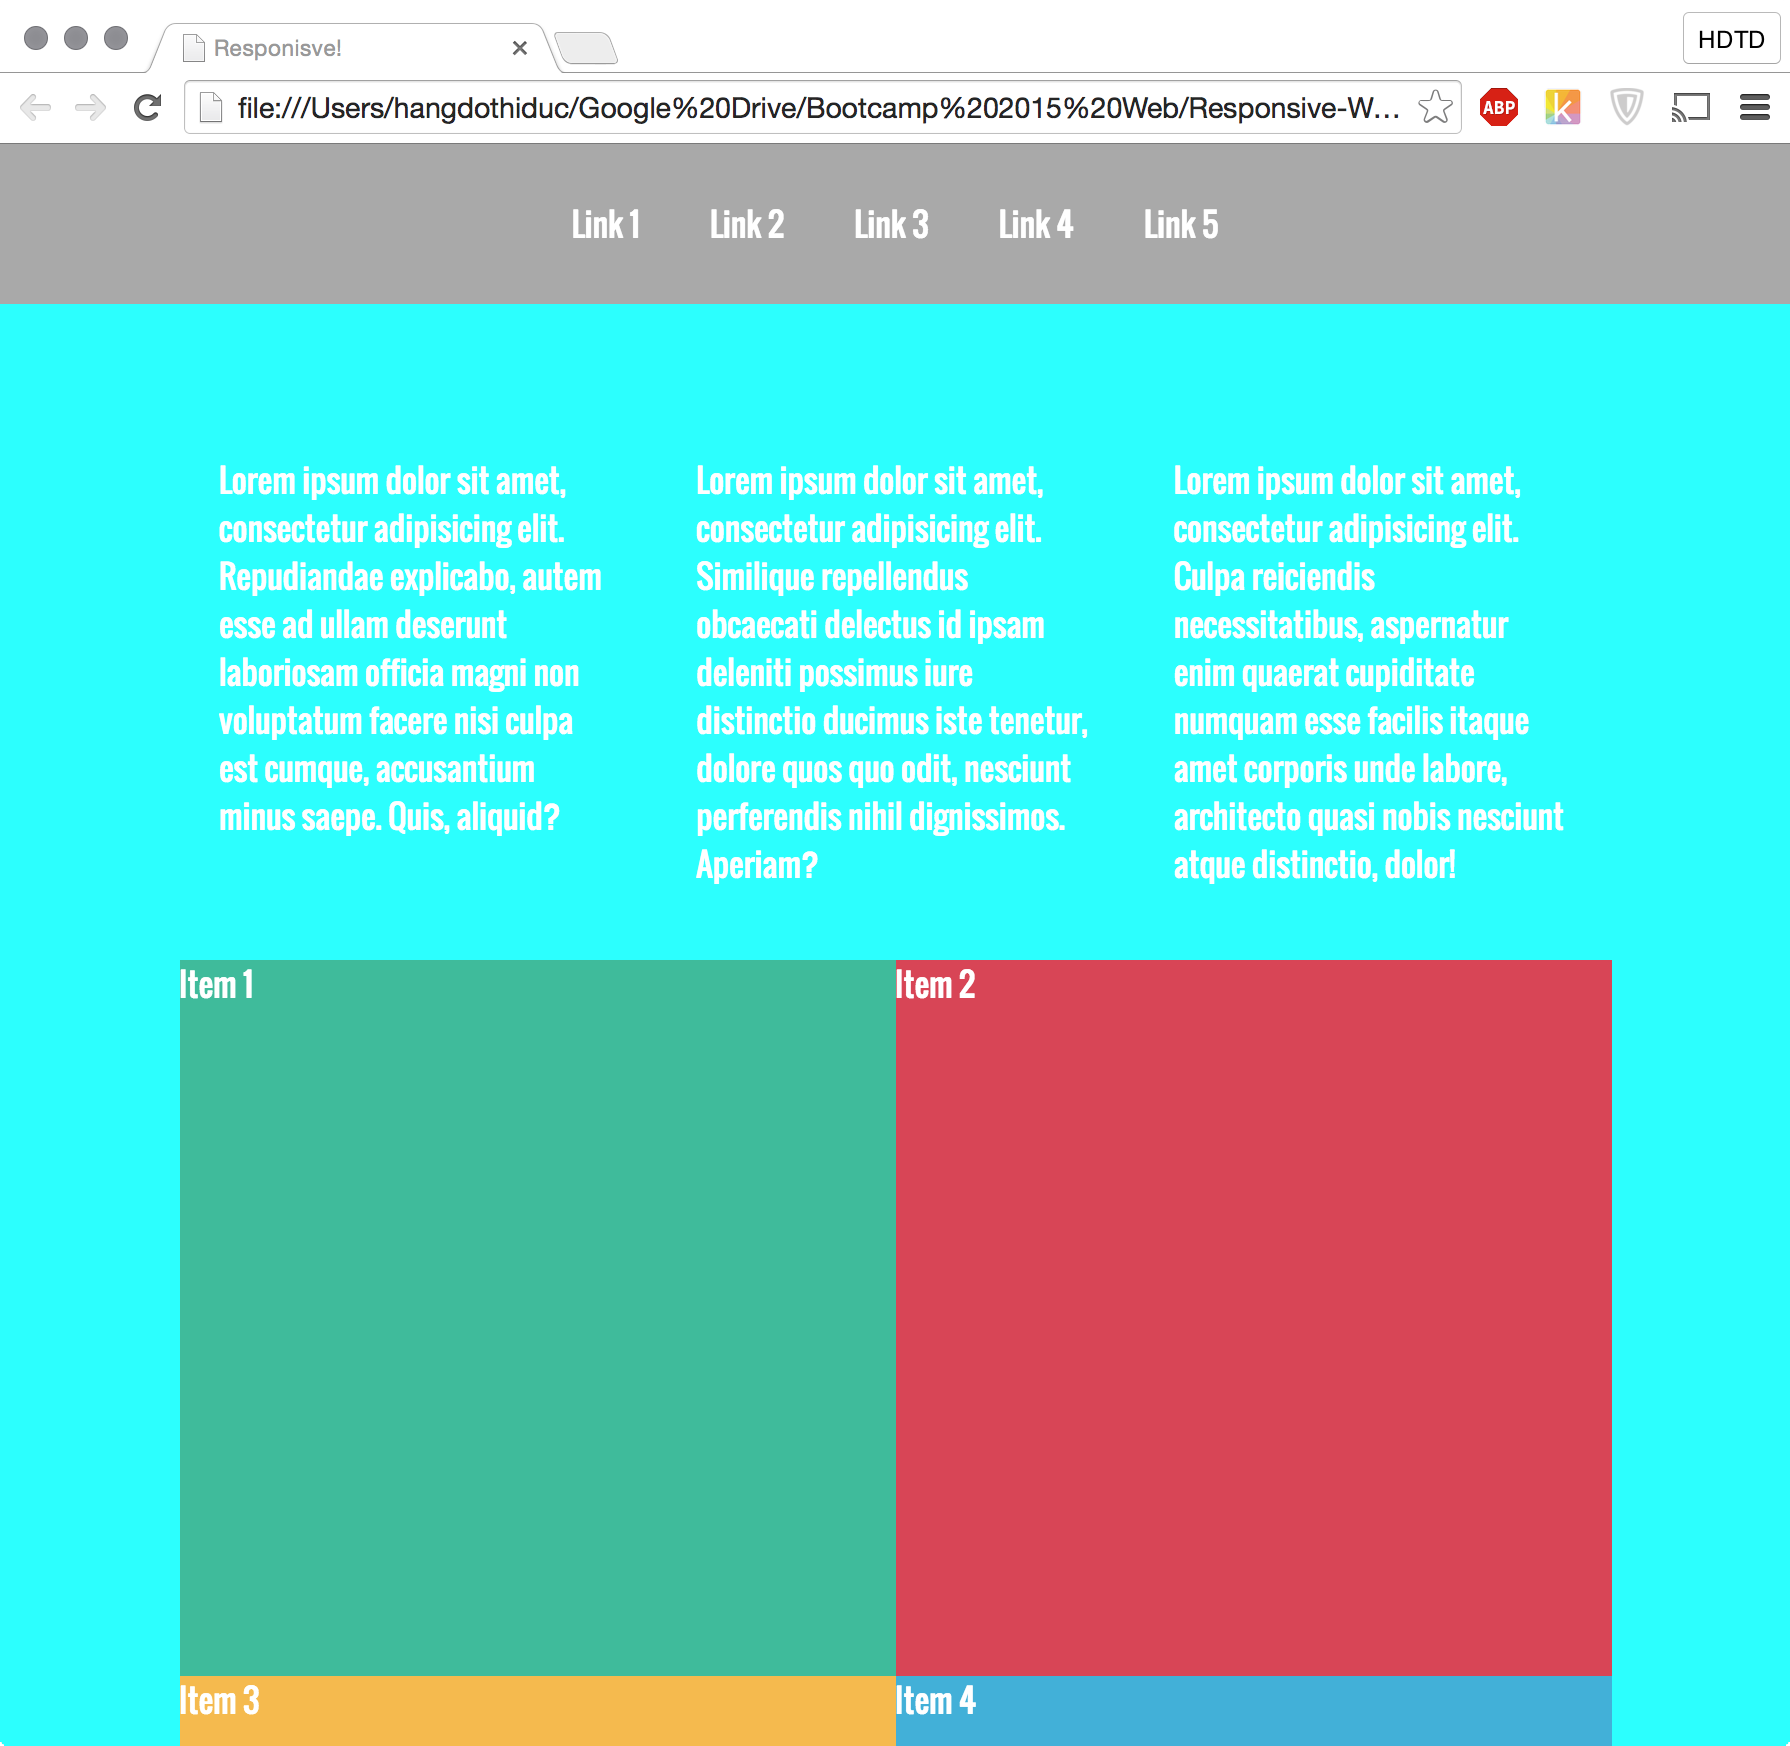 Responisve!
HDTD
file:///Users/hangdothiduc/Google%20Drive/Bootcamp%202015%20Web/Responsive-W...
ABP
k
Link 1 Link 2 Link 3 Link 4 Link 5
Lorem ipsum dolor sit amet,
consectetur adipisicing elit.
Repudiandae explicabo, autem
esse ad ullam deserunt
laboriosam officia magni non
voluptatum facere nisi culpa
est cumque, accusantium
minus saepe. Quis, aliquid?
Lorem ipsum dolor sit amet,
consectetur adipisicing elit.
Similique repellendus
obcaecati delectus id ipsam
deleniti possimus iure
distinctio ducimus iste tenetur,
dolore quos quo odit, nesciunt
perferendis nihil dignissimos.
Aperiam?
Lorem ipsum dolor sit amet,
consectetur adipisicing elit.
Culpa reiciendis
necessitatibus, aspernatur
enim quaerat cupiditate
numquam esse facilis itaque
amet corporis unde labore,
architecto quasi nobis nesciunt
atque distinctio, dolor!
Item 1
Item 2
Item 3
Item 4